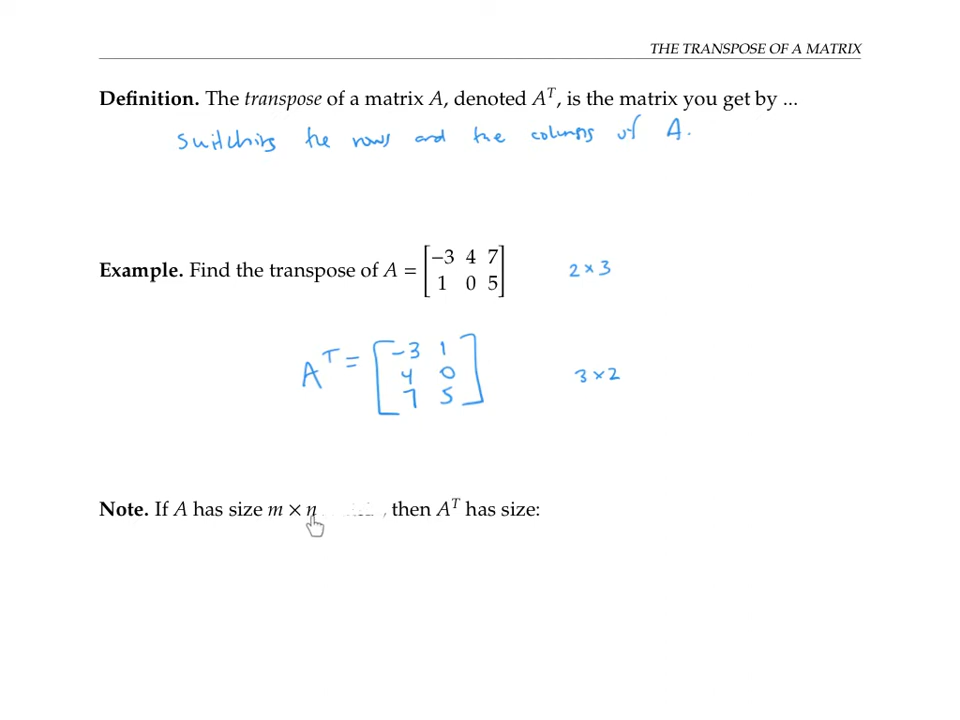 THE TRANSPOSE OF A MATRIX
Definition. The transpose of a matrix A, denoted A^T, is the matrix you get by ...
switching the rows and the columns of A.
Example. Find the transpose of A = [−3 4 7
1 0 5]
2 × 3
A^T = [−3 1
4 0
7 5]
3 × 2
Note. If A has size m × n , then A^T has size: